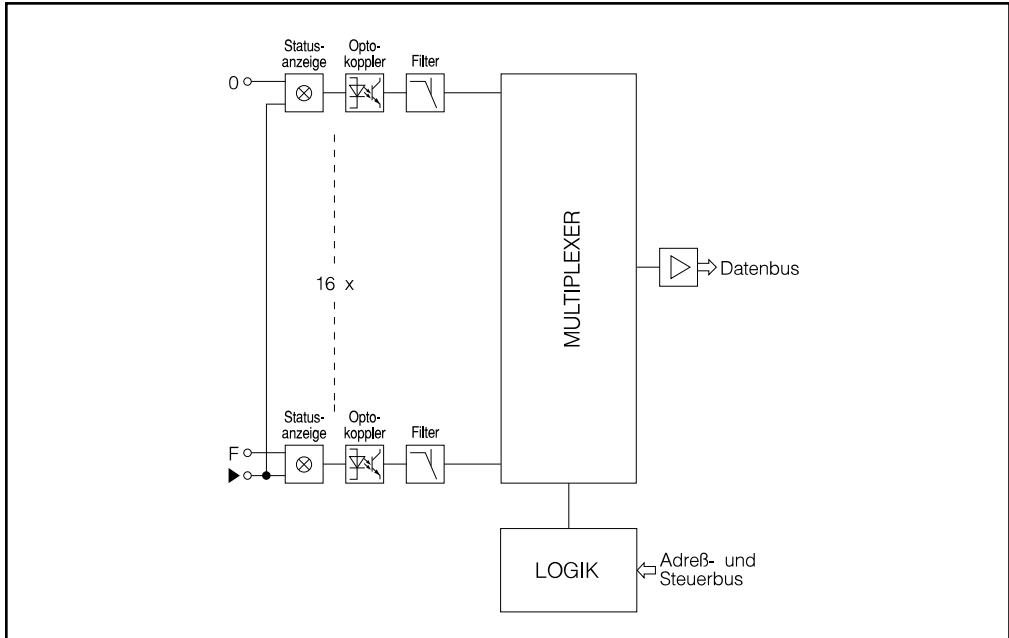 Status-
anzeige
Opto-
koppler
Filter
0
16 x
MULTIPLEXER
Datenbus
Status-
anzeige
Opto-
koppler
Filter
F
LOGIK
Adreß- und
Steuerbus